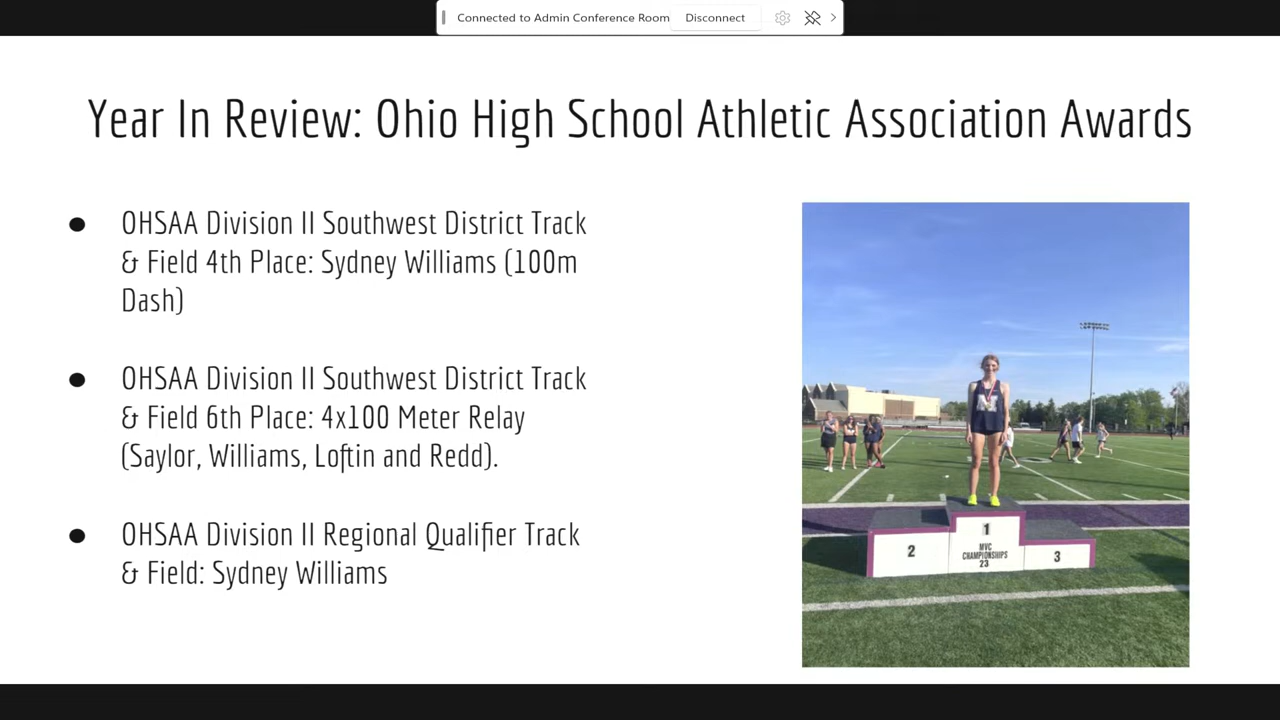 Connected to Admin Conference Room
Disconnect
Year In Review: Ohio High School Athletic Association Awards
OHSAA Division II Southwest District Track
& Field 4th Place: Sydney Williams (100m
Dash)
OHSAA Division II Southwest District Track
& Field 6th Place: 4x100 Meter Relay
(Saylor, Williams, Loftin and Redd).
OHSAA Division II Regional Qualifier Track
& Field: Sydney Williams
1
MVC
CHAMPIONSHIPS
23
2
3